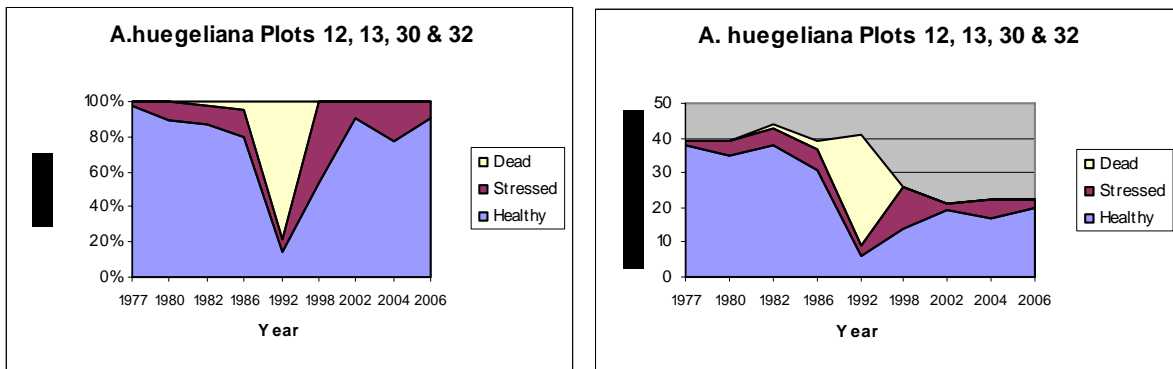 A.huegeliana Plots 12, 13, 30 & 32
100%
80%
60%
40%
20%
0%
1977 1980 1982 1986 1992 1998 2002 2004 2006
Year
Dead
Stressed
Healthy
A. huegeliana Plots 12, 13, 30 & 32
50
40
30
20
10
0
1977 1980 1982 1986 1992 1998 2002 2004 2006
Year
Dead
Stressed
Healthy